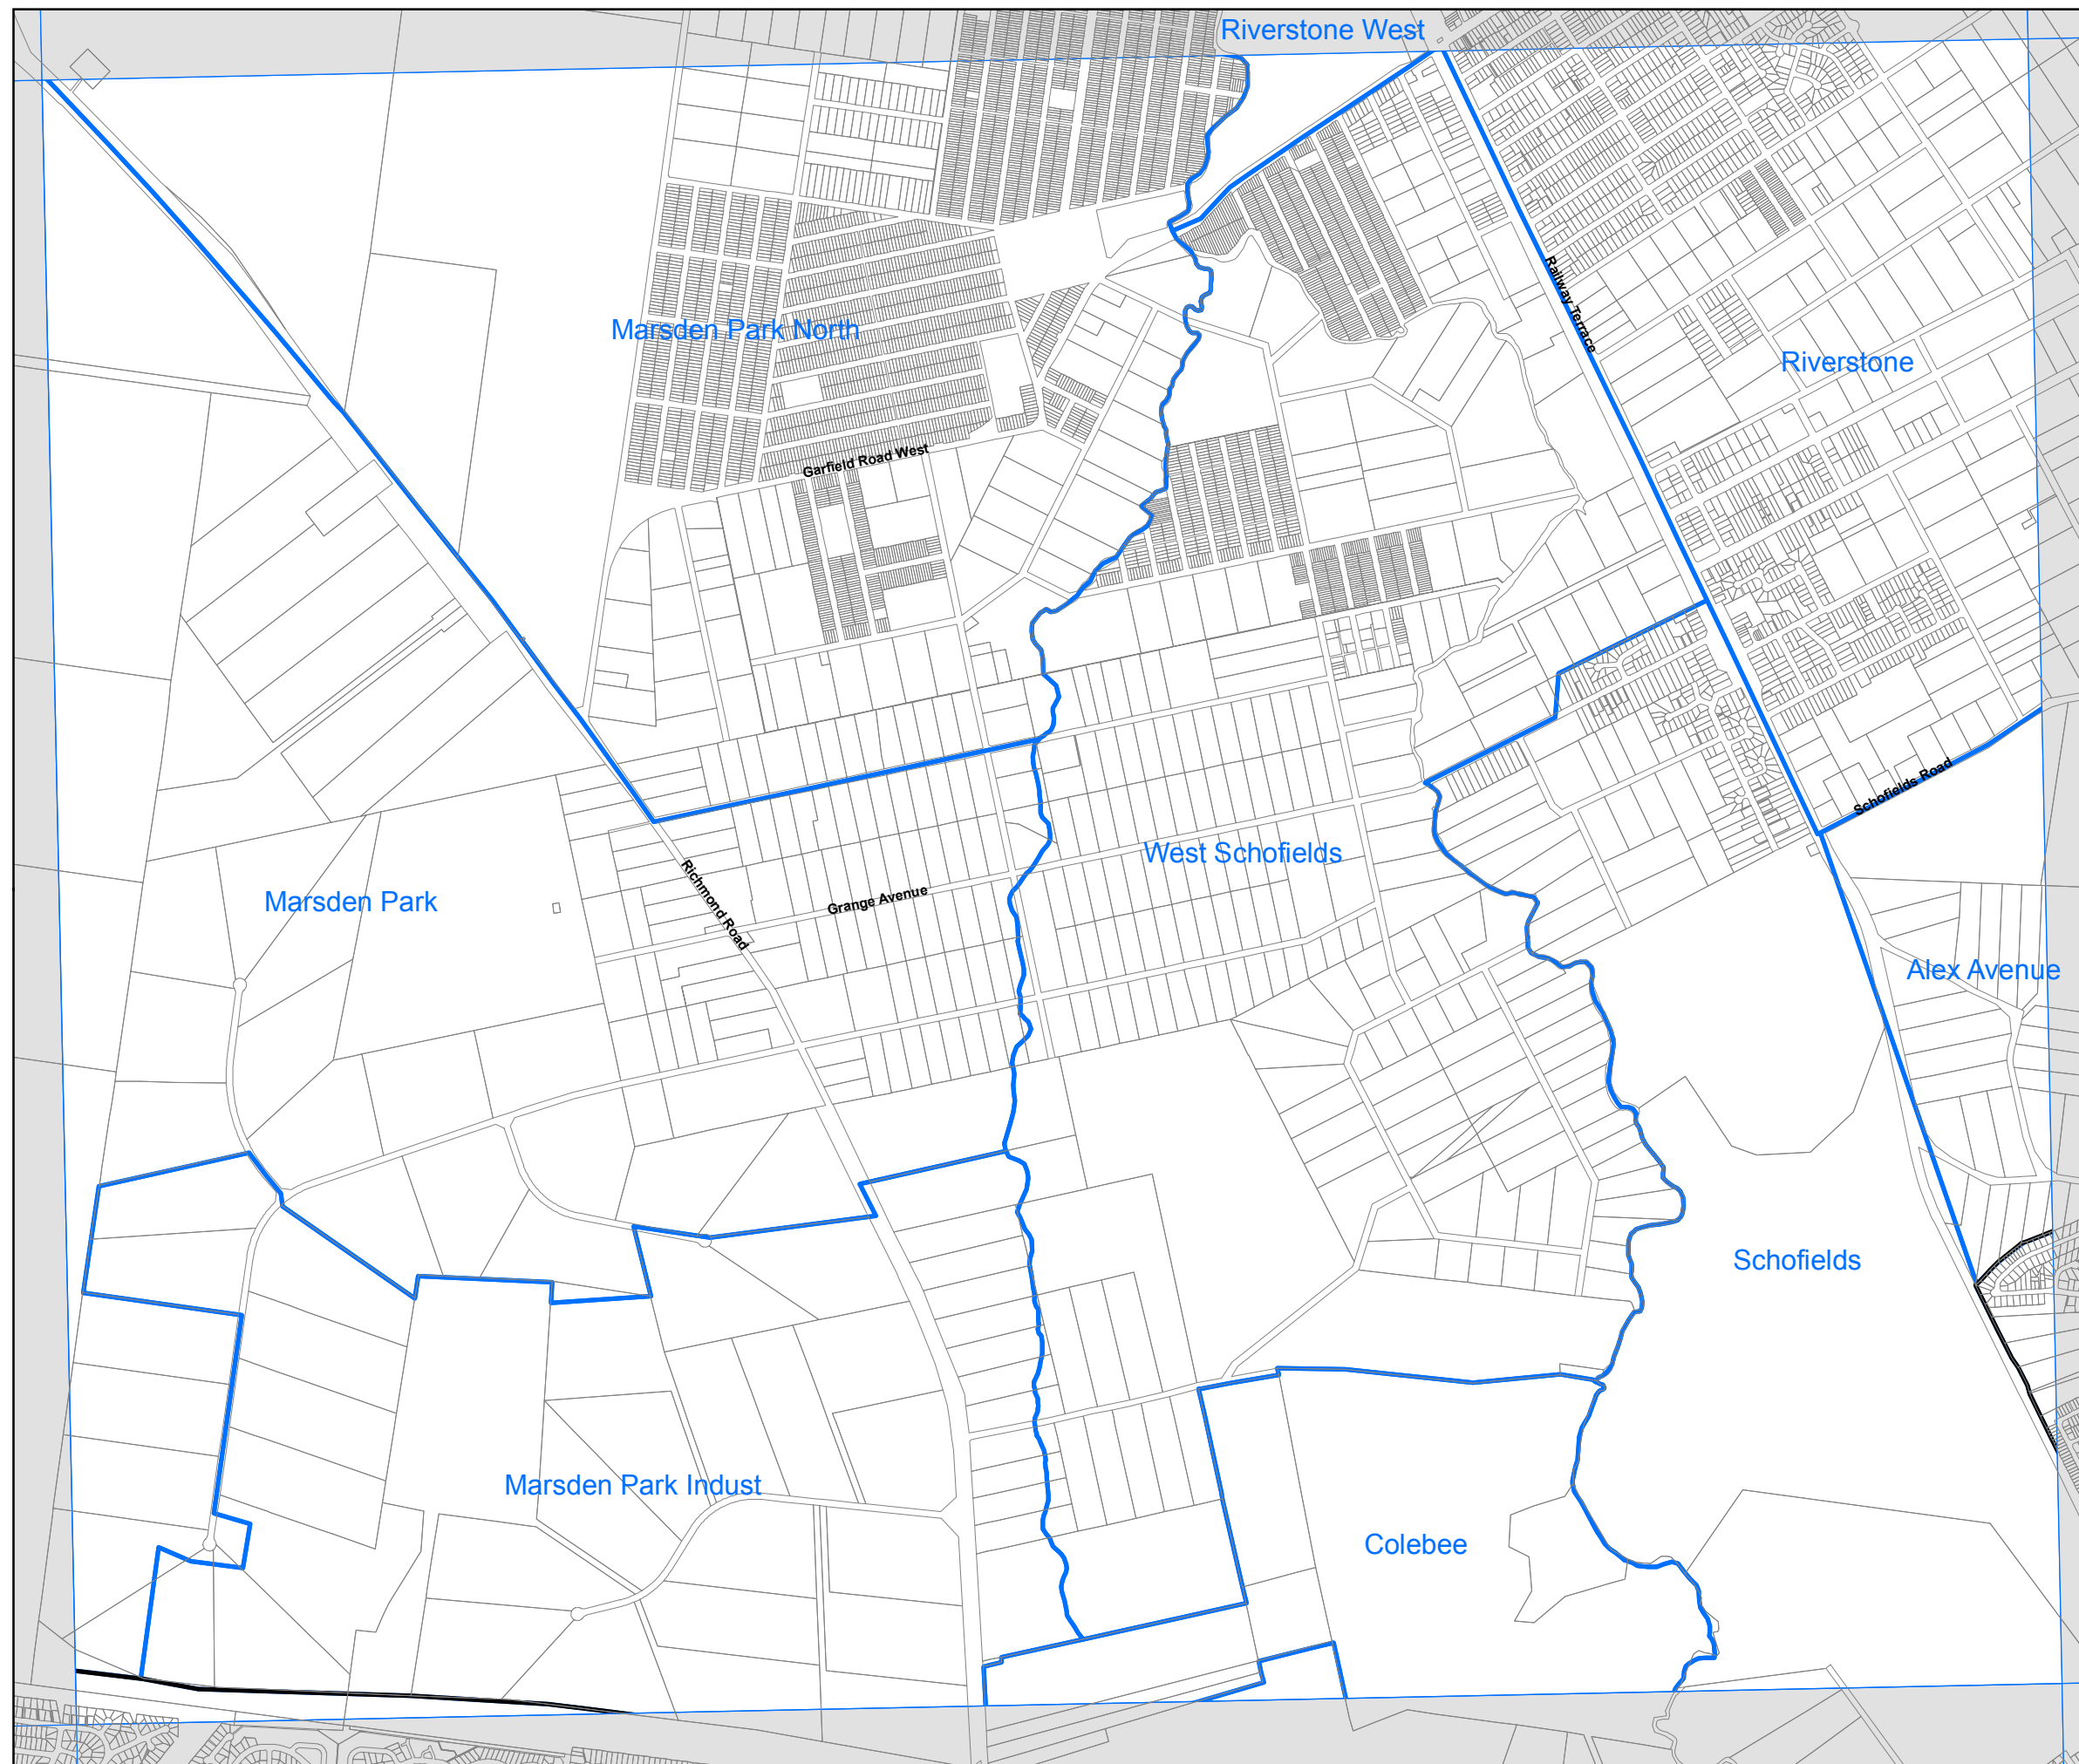 Riverstone West
Railway Terrace
Marsden Park North
Riverstone
Garfield Road West
Schofields Road
West Schofields
Richmond Road
Grange Avenue
Marsden Park
Alex Avenue
Schofields
Marsden Park Indust
Colebee